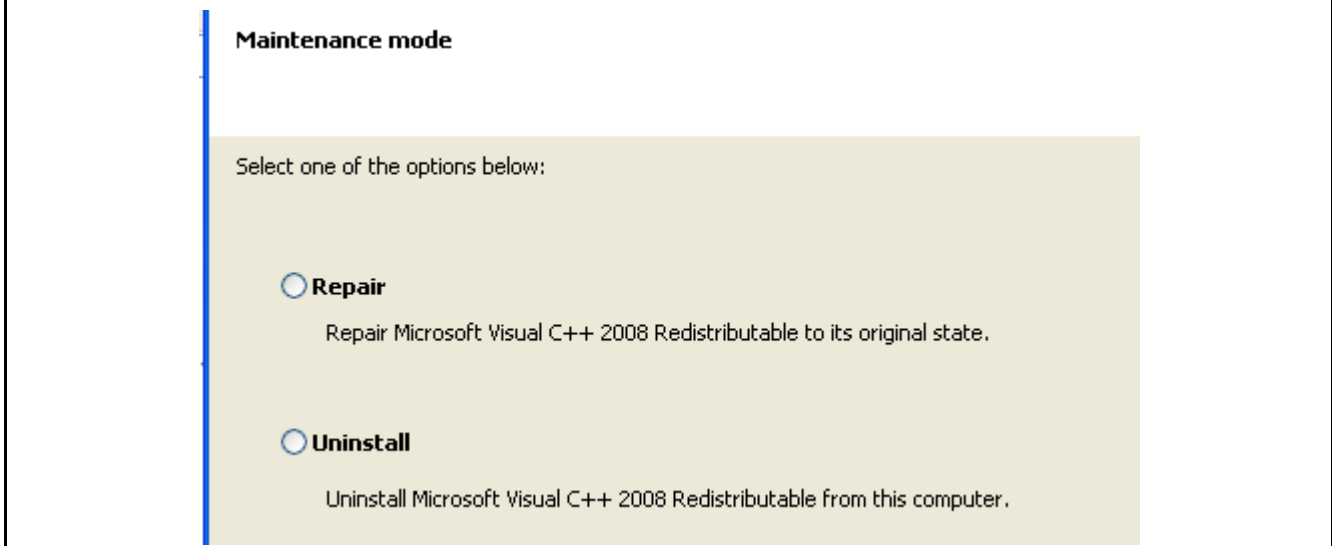 Maintenance mode
Select one of the options below:
Repair
Repair Microsoft Visual C++ 2008 Redistributable to its original state.
Uninstall
Uninstall Microsoft Visual C++ 2008 Redistributable from this computer.